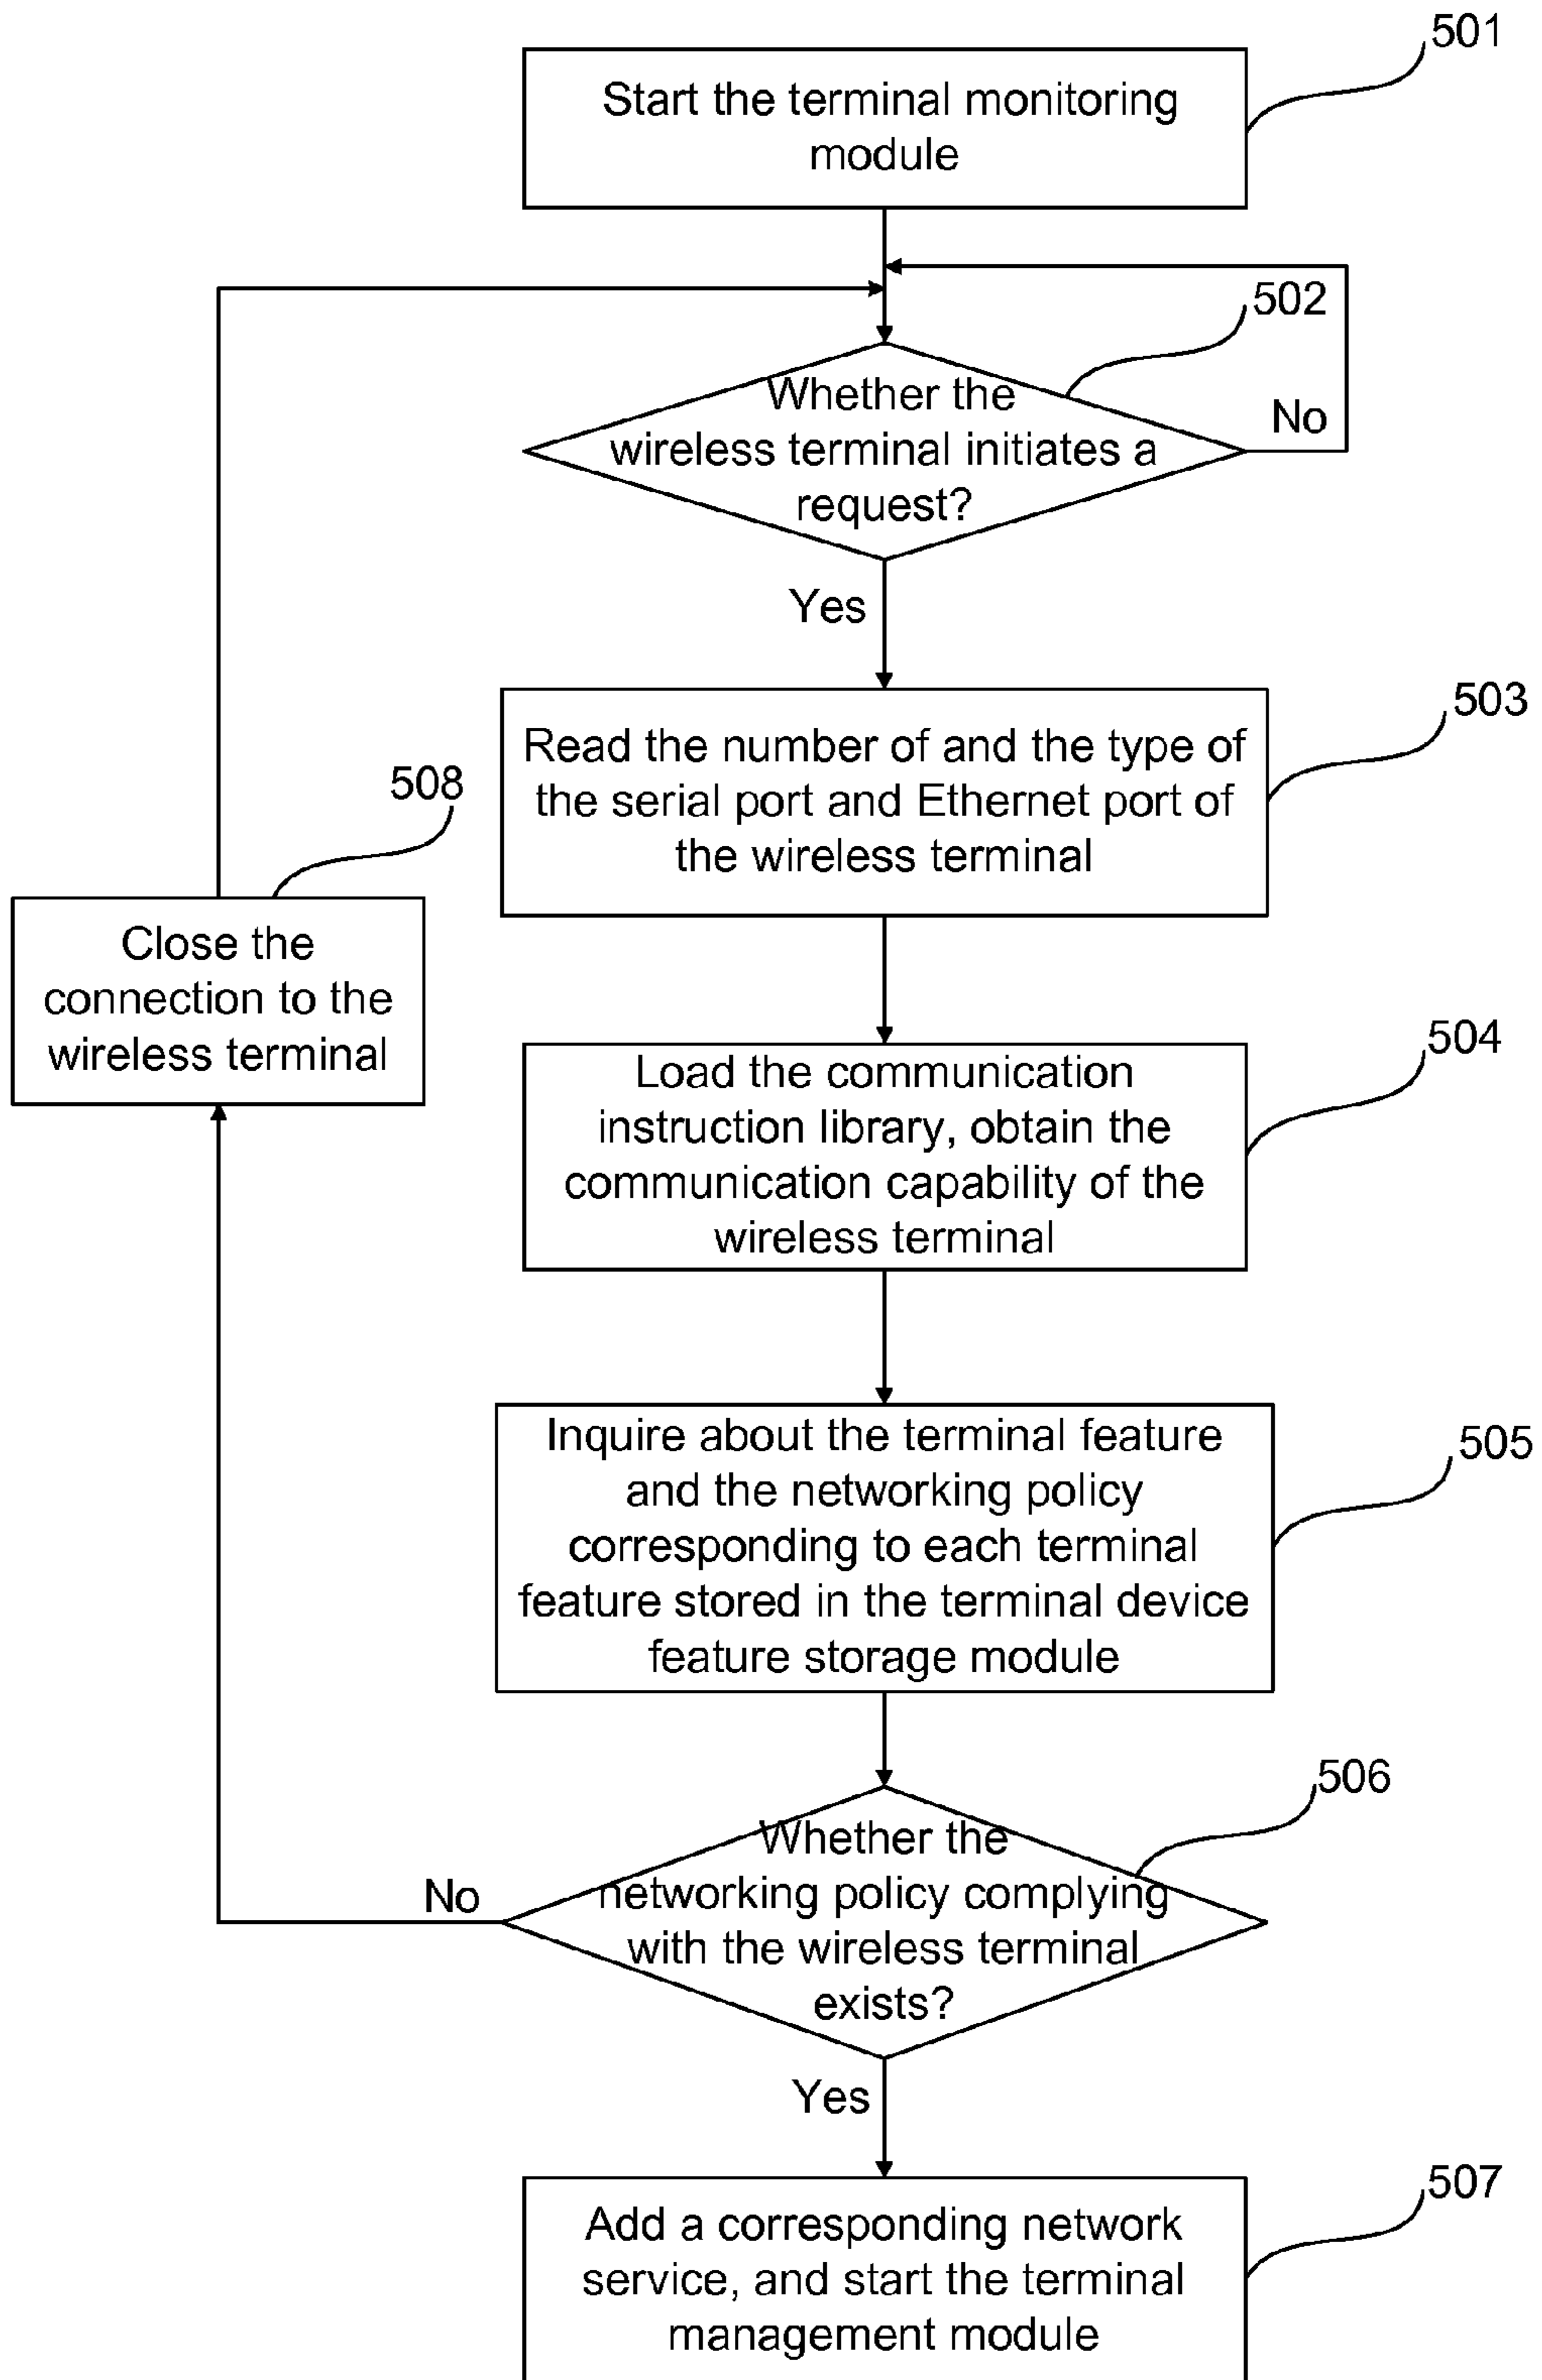 501
Start the terminal monitoring
module
502
Whether the
wireless terminal initiates a
request?
No
Yes
503
Read the number of and the type of
the serial port and Ethernet port of
the wireless terminal
508
Close the
connection to the
wireless terminal
504
Load the communication
instruction library, obtain the
communication capability of the
wireless terminal
505
Inquire about the terminal feature
and the networking policy
corresponding to each terminal
feature stored in the terminal device
feature storage module
506
Whether the
networking policy complying
with the wireless terminal
exists?
No
Yes
507
Add a corresponding network
service, and start the terminal
management module